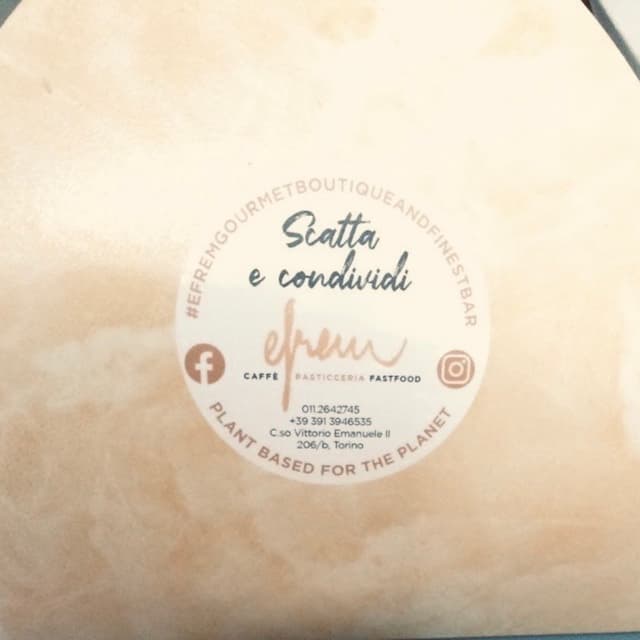 #EFREMGOURMETBOUTIQUEANDFINESTBAR
Scatta
e condividi
efrem
CAFFÈ PASTICCERIA FASTFOOD
011.2642745
+39 391 3946535
C.so Vittorio Emanuele II
206/b, Torino
PLANT BASED FOR THE PLANET